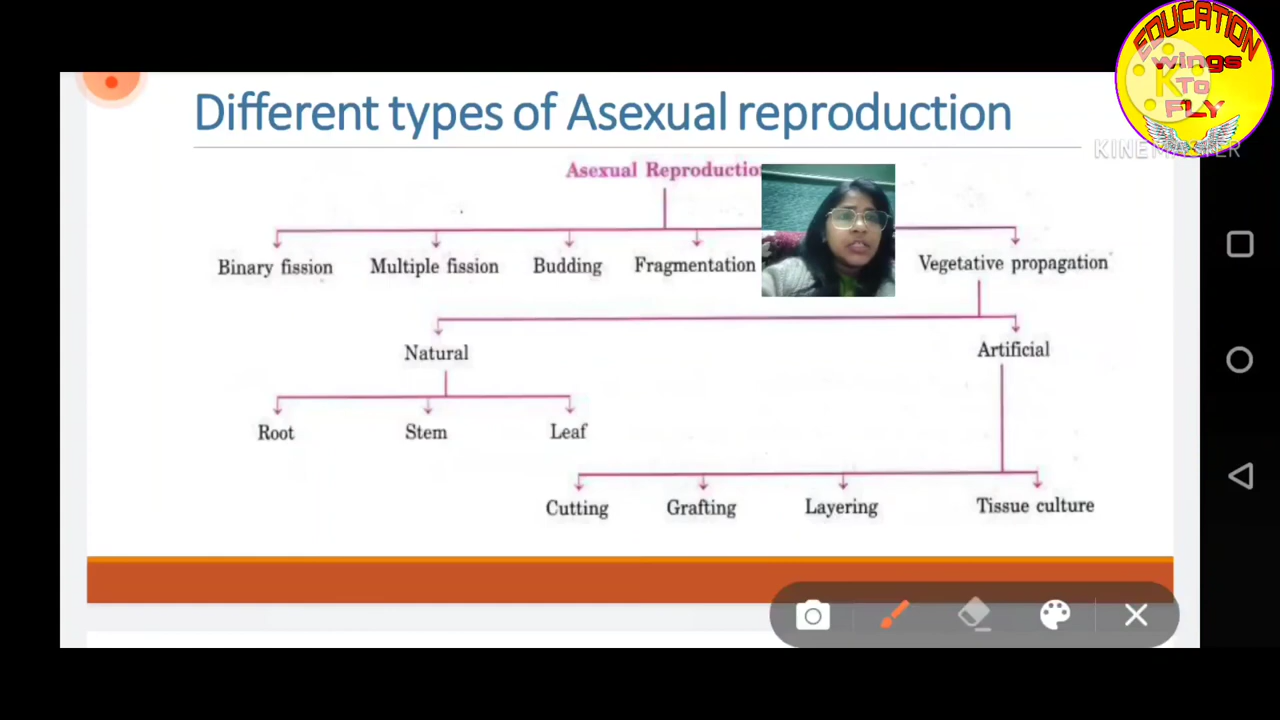 EDUCATION
wings
TO
FLY
KINEMASTER
Different types of Asexual reproduction
Asexual Reproductio
Binary fission Multiple fission Budding Fragmentation Vegetative propagation
Natural Artificial
Root Stem Leaf
Cutting Grafting Layering Tissue culture